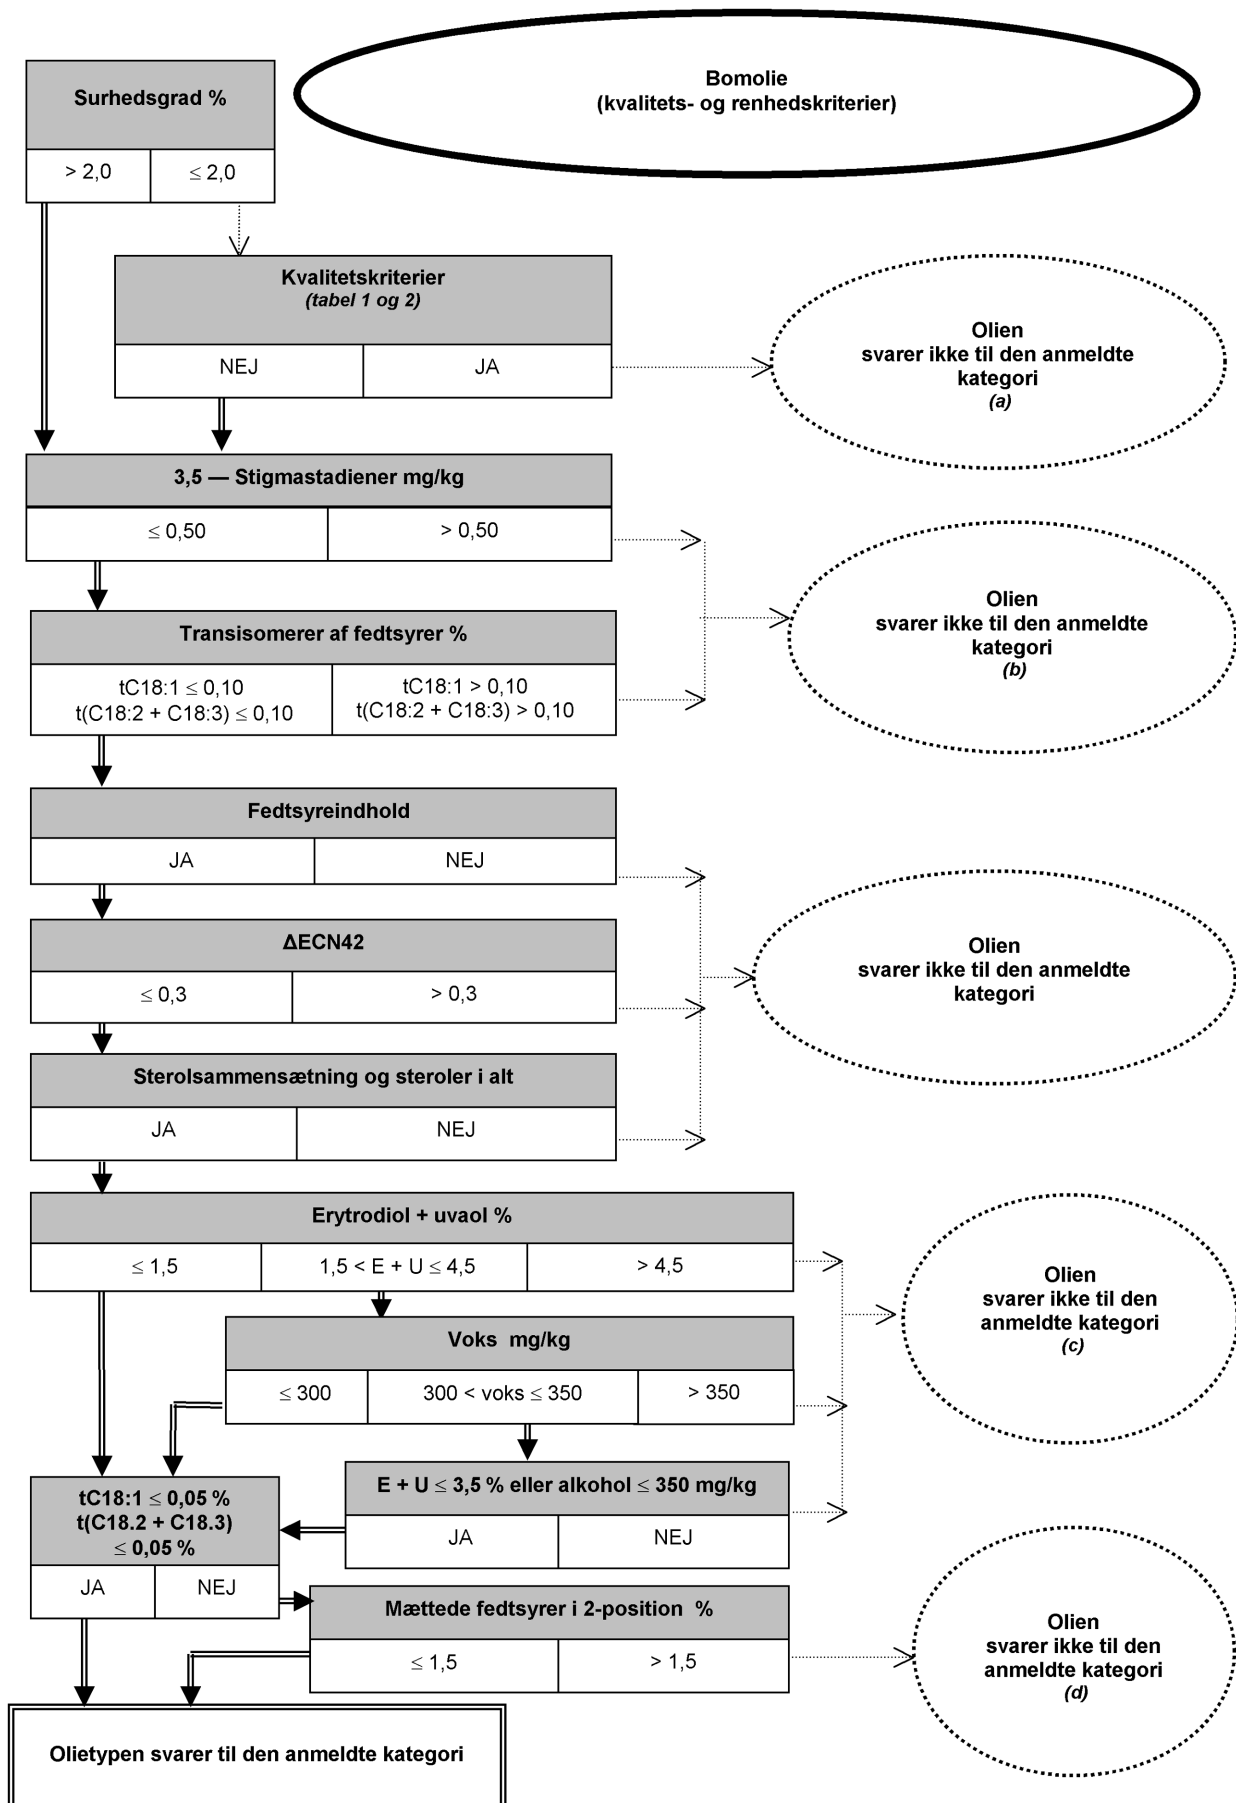 Bomolie
(kvalitets- og renhedskriterier)
Surhedsgrad %
> 2,0
≤ 2,0
Kvalitetskriterier
(tabel 1 og 2)
NEJ
JA
Olien
svarer ikke til den anmeldte
kategori
(a)
3,5 — Stigmastadiener mg/kg
≤ 0,50
> 0,50
Olien
svarer ikke til den anmeldte
kategori
(b)
Transisomerer af fedtsyrer %
tC18:1 ≤ 0,10
t(C18:2 + C18:3) ≤ 0,10
tC18:1 > 0,10
t(C18:2 + C18:3) > 0,10
Fedtsyreindhold
JA
NEJ
ΔECN42
≤ 0,3
> 0,3
Olien
svarer ikke til den anmeldte
kategori
Sterolsammensætning og steroler i alt
JA
NEJ
Erytrodiol + uvaol %
≤ 1,5
1,5 < E + U ≤ 4,5
> 4,5
Olien
svarer ikke til den
anmeldte kategori
(c)
Voks mg/kg
≤ 300
300 < voks ≤ 350
> 350
E + U ≤ 3,5 % eller alkohol ≤ 350 mg/kg
JA
NEJ
tC18:1 ≤ 0,05 %
t(C18.2 + C18.3)
≤ 0,05 %
JA
NEJ
Mættede fedtsyrer i 2-position %
≤ 1,5
> 1,5
Olien
svarer ikke til den
anmeldte kategori
(d)
Olietypen svarer til den anmeldte kategori